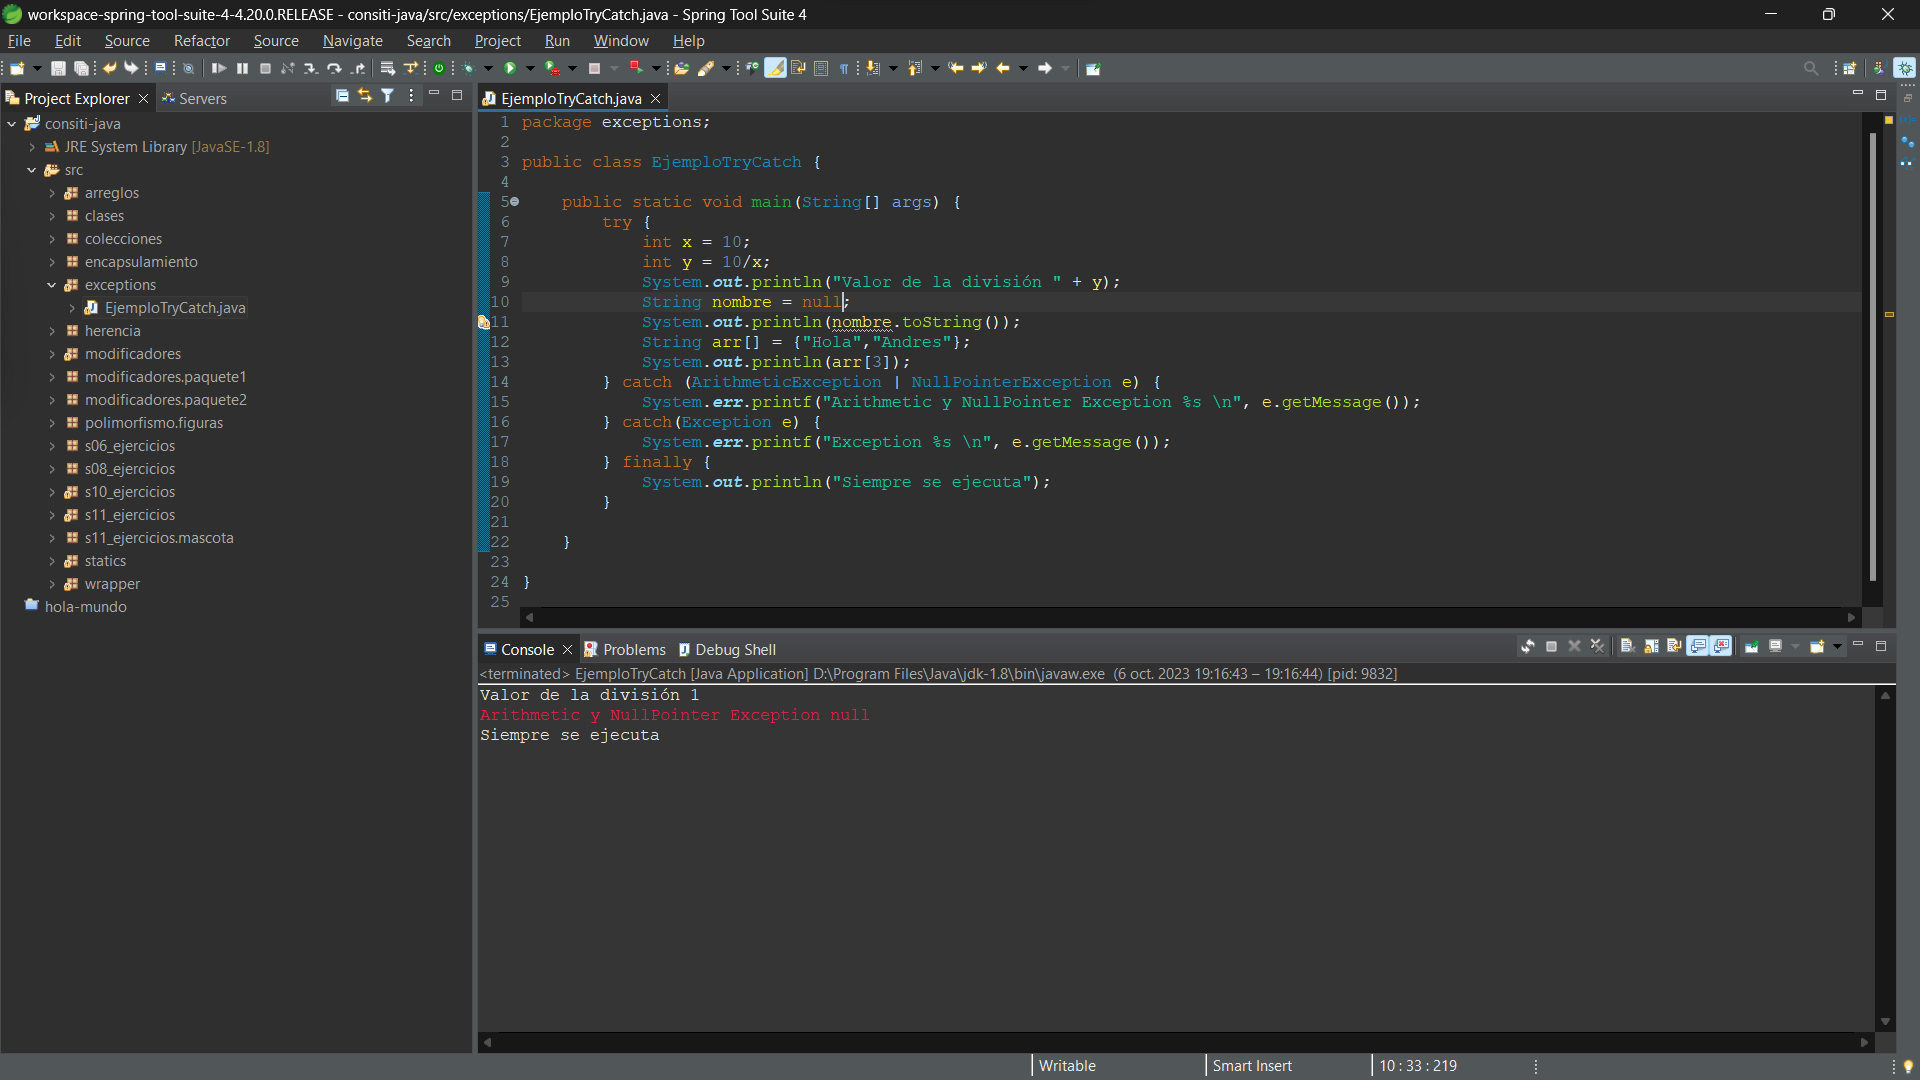 workspace-spring-tool-suite-4-4.20.0.RELEASE - consiti-java/src/exceptions/EjemploTryCatch.java - Spring Tool Suite 4
File Edit Source Refactor Source Navigate Search Project Run Window Help
Project Explorer
Servers
consiti-java
JRE System Library [JavaSE-1.8]
src
arreglos
clases
colecciones
encapsulamiento
exceptions
EjemploTryCatch.java
herencia
modificadores
modificadores.paquete1
modificadores.paquete2
polimorfismo.figuras
s06_ejercicios
s08_ejercicios
s10_ejercicios
s11_ejercicios
s11_ejercicios.mascota
statics
wrapper
hola-mundo
EjemploTryCatch.java
1 package exceptions;
2
3 public class EjemploTryCatch {
4
5 public static void main(String[] args) {
6 try {
7 int x = 10;
8 int y = 10/x;
9 System.out.println("Valor de la división " + y);
10 String nombre = null;
11 System.out.println(nombre.toString());
12 String arr[] = {"Hola","Andres"};
13 System.out.println(arr[3]);
14 } catch (ArithmeticException | NullPointerException e) {
15 System.err.printf("Arithmetic y NullPointer Exception %s \n", e.getMessage());
16 } catch(Exception e) {
17 System.err.printf("Exception %s \n", e.getMessage());
18 } finally {
19 System.out.println("Siempre se ejecuta");
20 }
21
22 }
23
24 }
25
Console
Problems
Debug Shell
<terminated> EjemploTryCatch [Java Application] D:\Program Files\Java\jdk-1.8\bin\javaw.exe (6 oct. 2023 19:16:43 – 19:16:44) [pid: 9832]
Valor de la división 1
Arithmetic y NullPointer Exception null
Siempre se ejecuta
Writable
Smart Insert
10 : 33 : 219